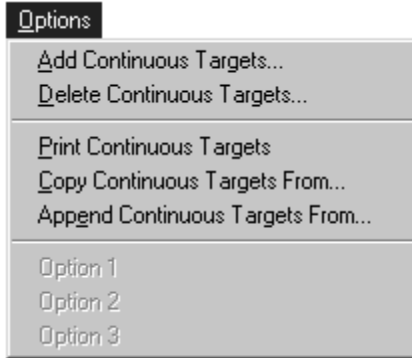 Options
Add Continuous Targets...
Delete Continuous Targets...
Print Continuous Targets
Copy Continuous Targets From...
Append Continuous Targets From...
Option 1
Option 2
Option 3